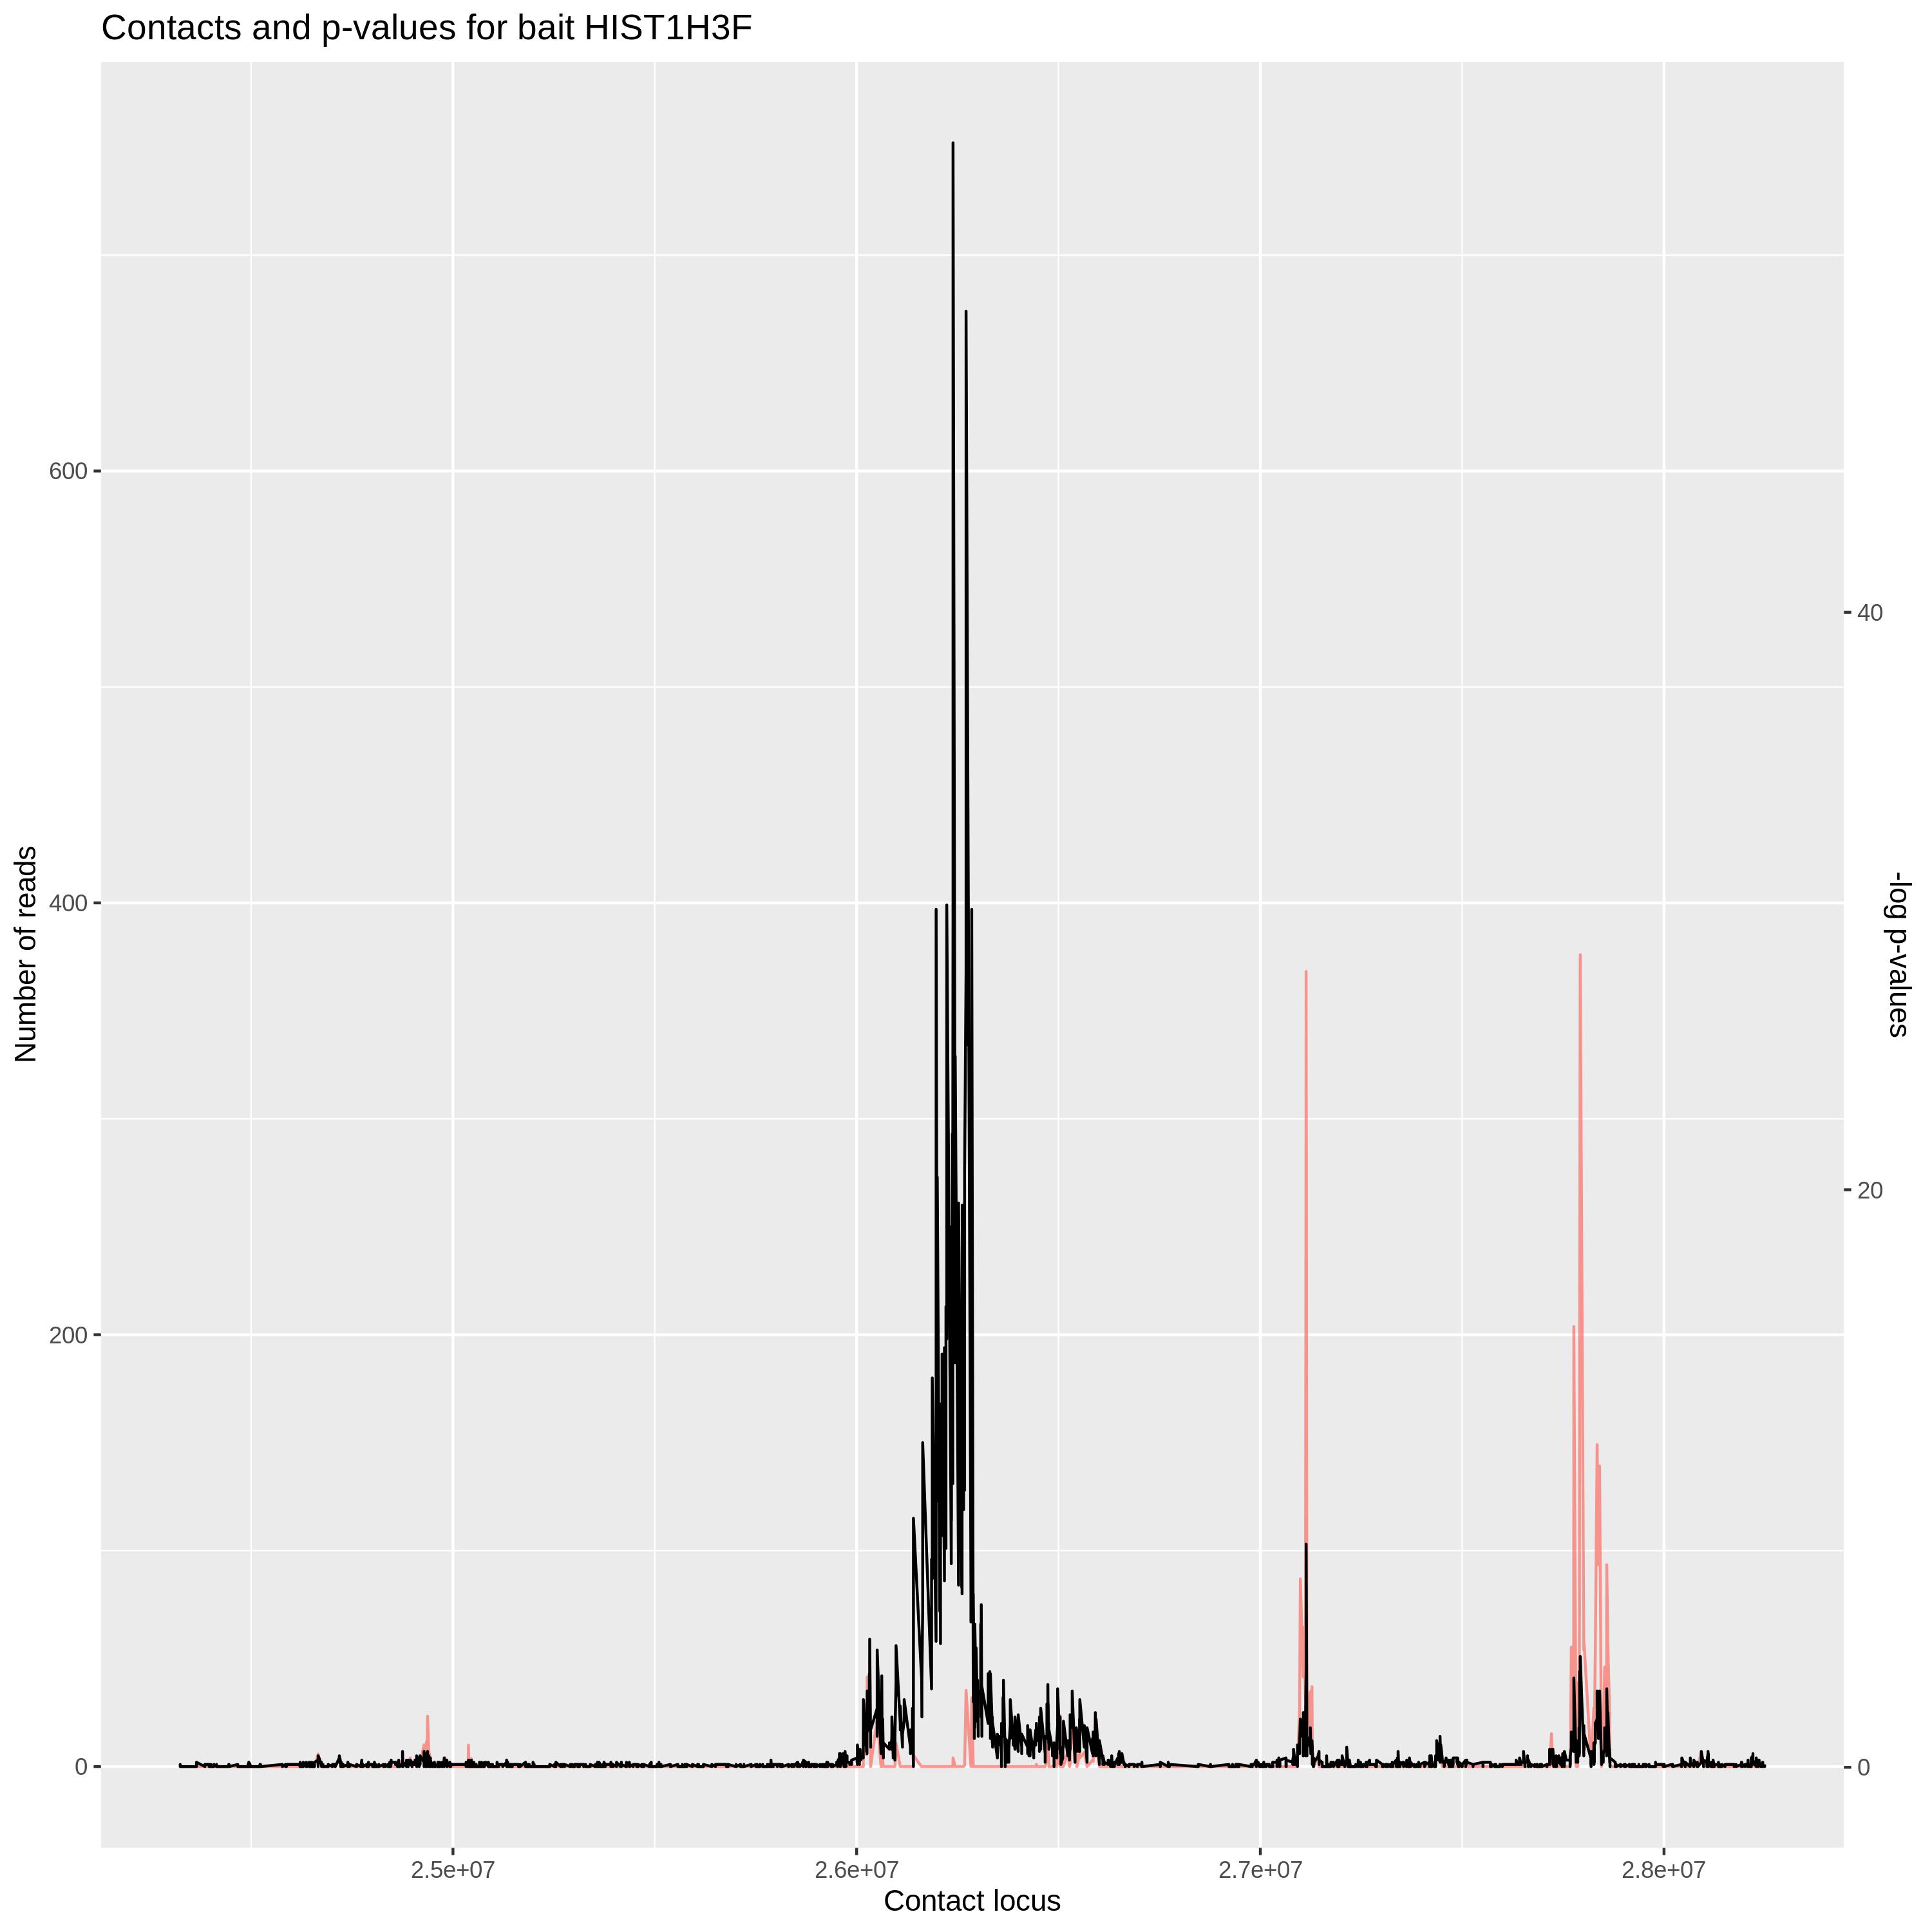 Contacts and p-values for bait HIST1H3F
Number of reads
600
400
200
0
40
20
0
-log p-values
2.5e+07
2.6e+07
2.7e+07
2.8e+07
Contact locus